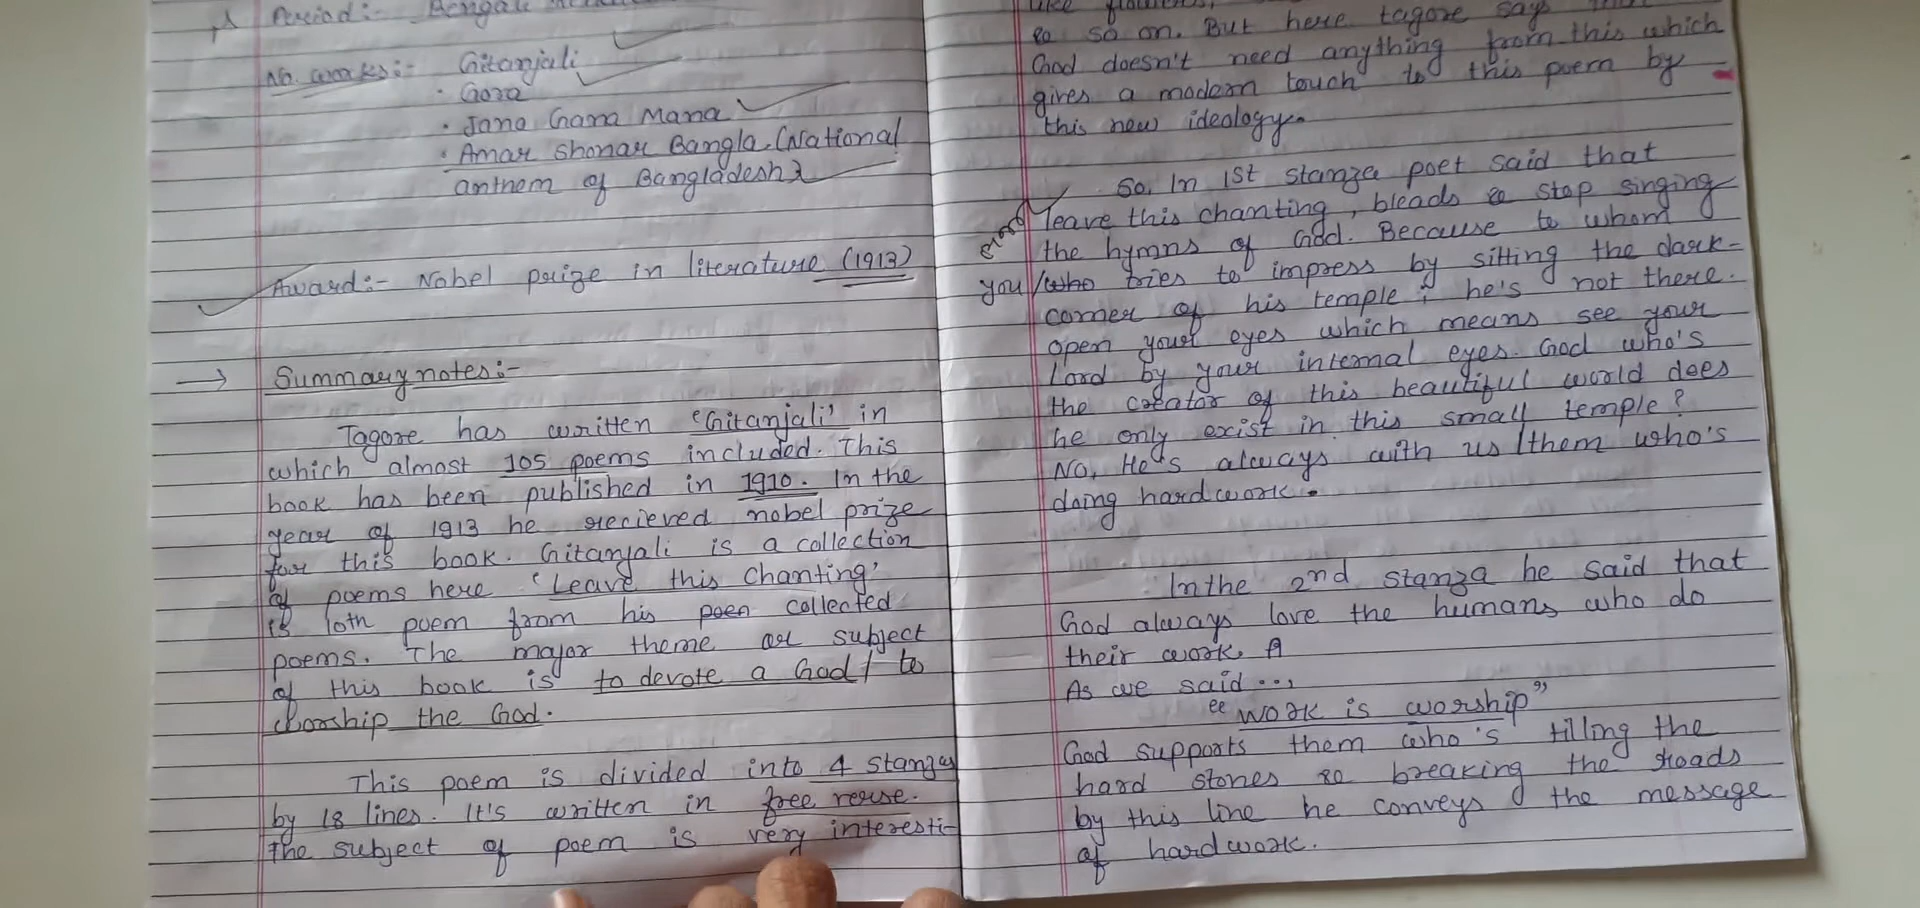 Period:- Bengali
No. works:- Gitanjali
· Gora
· Jana Gana Mana
· Amar Shonar Bangla (National
anthem of Bangladesh)
Award:- Nobel prize in literature (1913)
→ Summary notes:-
Tagore has written 'Gitanjali' in
which almost 105 poems included. This
book has been published in 1910. In the
year of 1913 he recieved nobel prize
for this book. Gitanjali is a collection
of poems here 'Leave this Chanting'
is 10th poem from his poen collected
poems. The major theme or subject
of this book is to devote a God / to
worship the God.
This poem is divided into 4 stanzas
by 18 lines. It's written in free verse.
The subject of poem is very interesti-
like flowers,
& so on. But here tagore says that
God doesn't need anything from this which
gives a modern touch to this poem by
this new ideology.
So, In 1st stanza poet said that
leave this chanting, bleads & stop singing
the hymns of God. Because to whom
you/who tries to impress by sitting the dark-
corner of his temple; he's not there.
open your eyes which means see your
Lord by your internal eyes. God who's
the creator of this beautiful world does
he only exist in this small temple?
No, He's always with us/them who's
doing hardwork.
In the 2nd stanza he said that
God always love the humans who do
their work. A
As we said...
"work is worship"
God supports them who's tilling the
hard stones & breaking the roads
by this line he conveys the message
of hardwork.